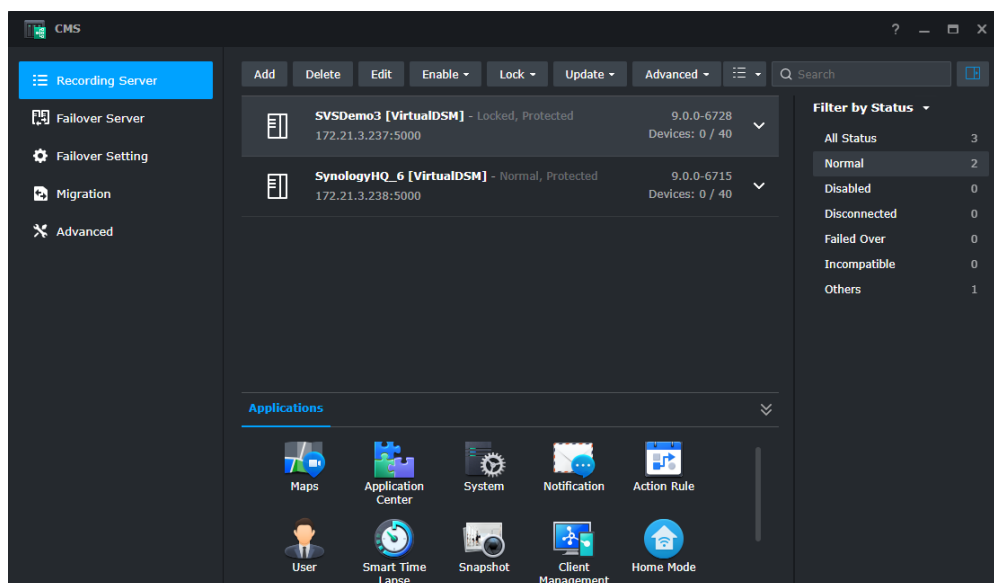 CMS
Recording Server
Failover Server
Failover Setting
Migration
Advanced
Add Delete Edit Enable Lock Update Advanced Search
SVSDemo3 [VirtualDSM] - Locked, Protected 9.0.0-6728
172.21.3.237:5000 Devices: 0 / 40
SynologyHQ_6 [VirtualDSM] - Normal, Protected 9.0.0-6715
172.21.3.238:5000 Devices: 0 / 40
Filter by Status
All Status 3
Normal 2
Disabled 0
Disconnected 0
Failed Over 0
Incompatible 0
Others 1
Applications
Maps
Application
Center
System
Notification
Action Rule
User
Smart Time
Lapse
Snapshot
Client
Management
Home Mode